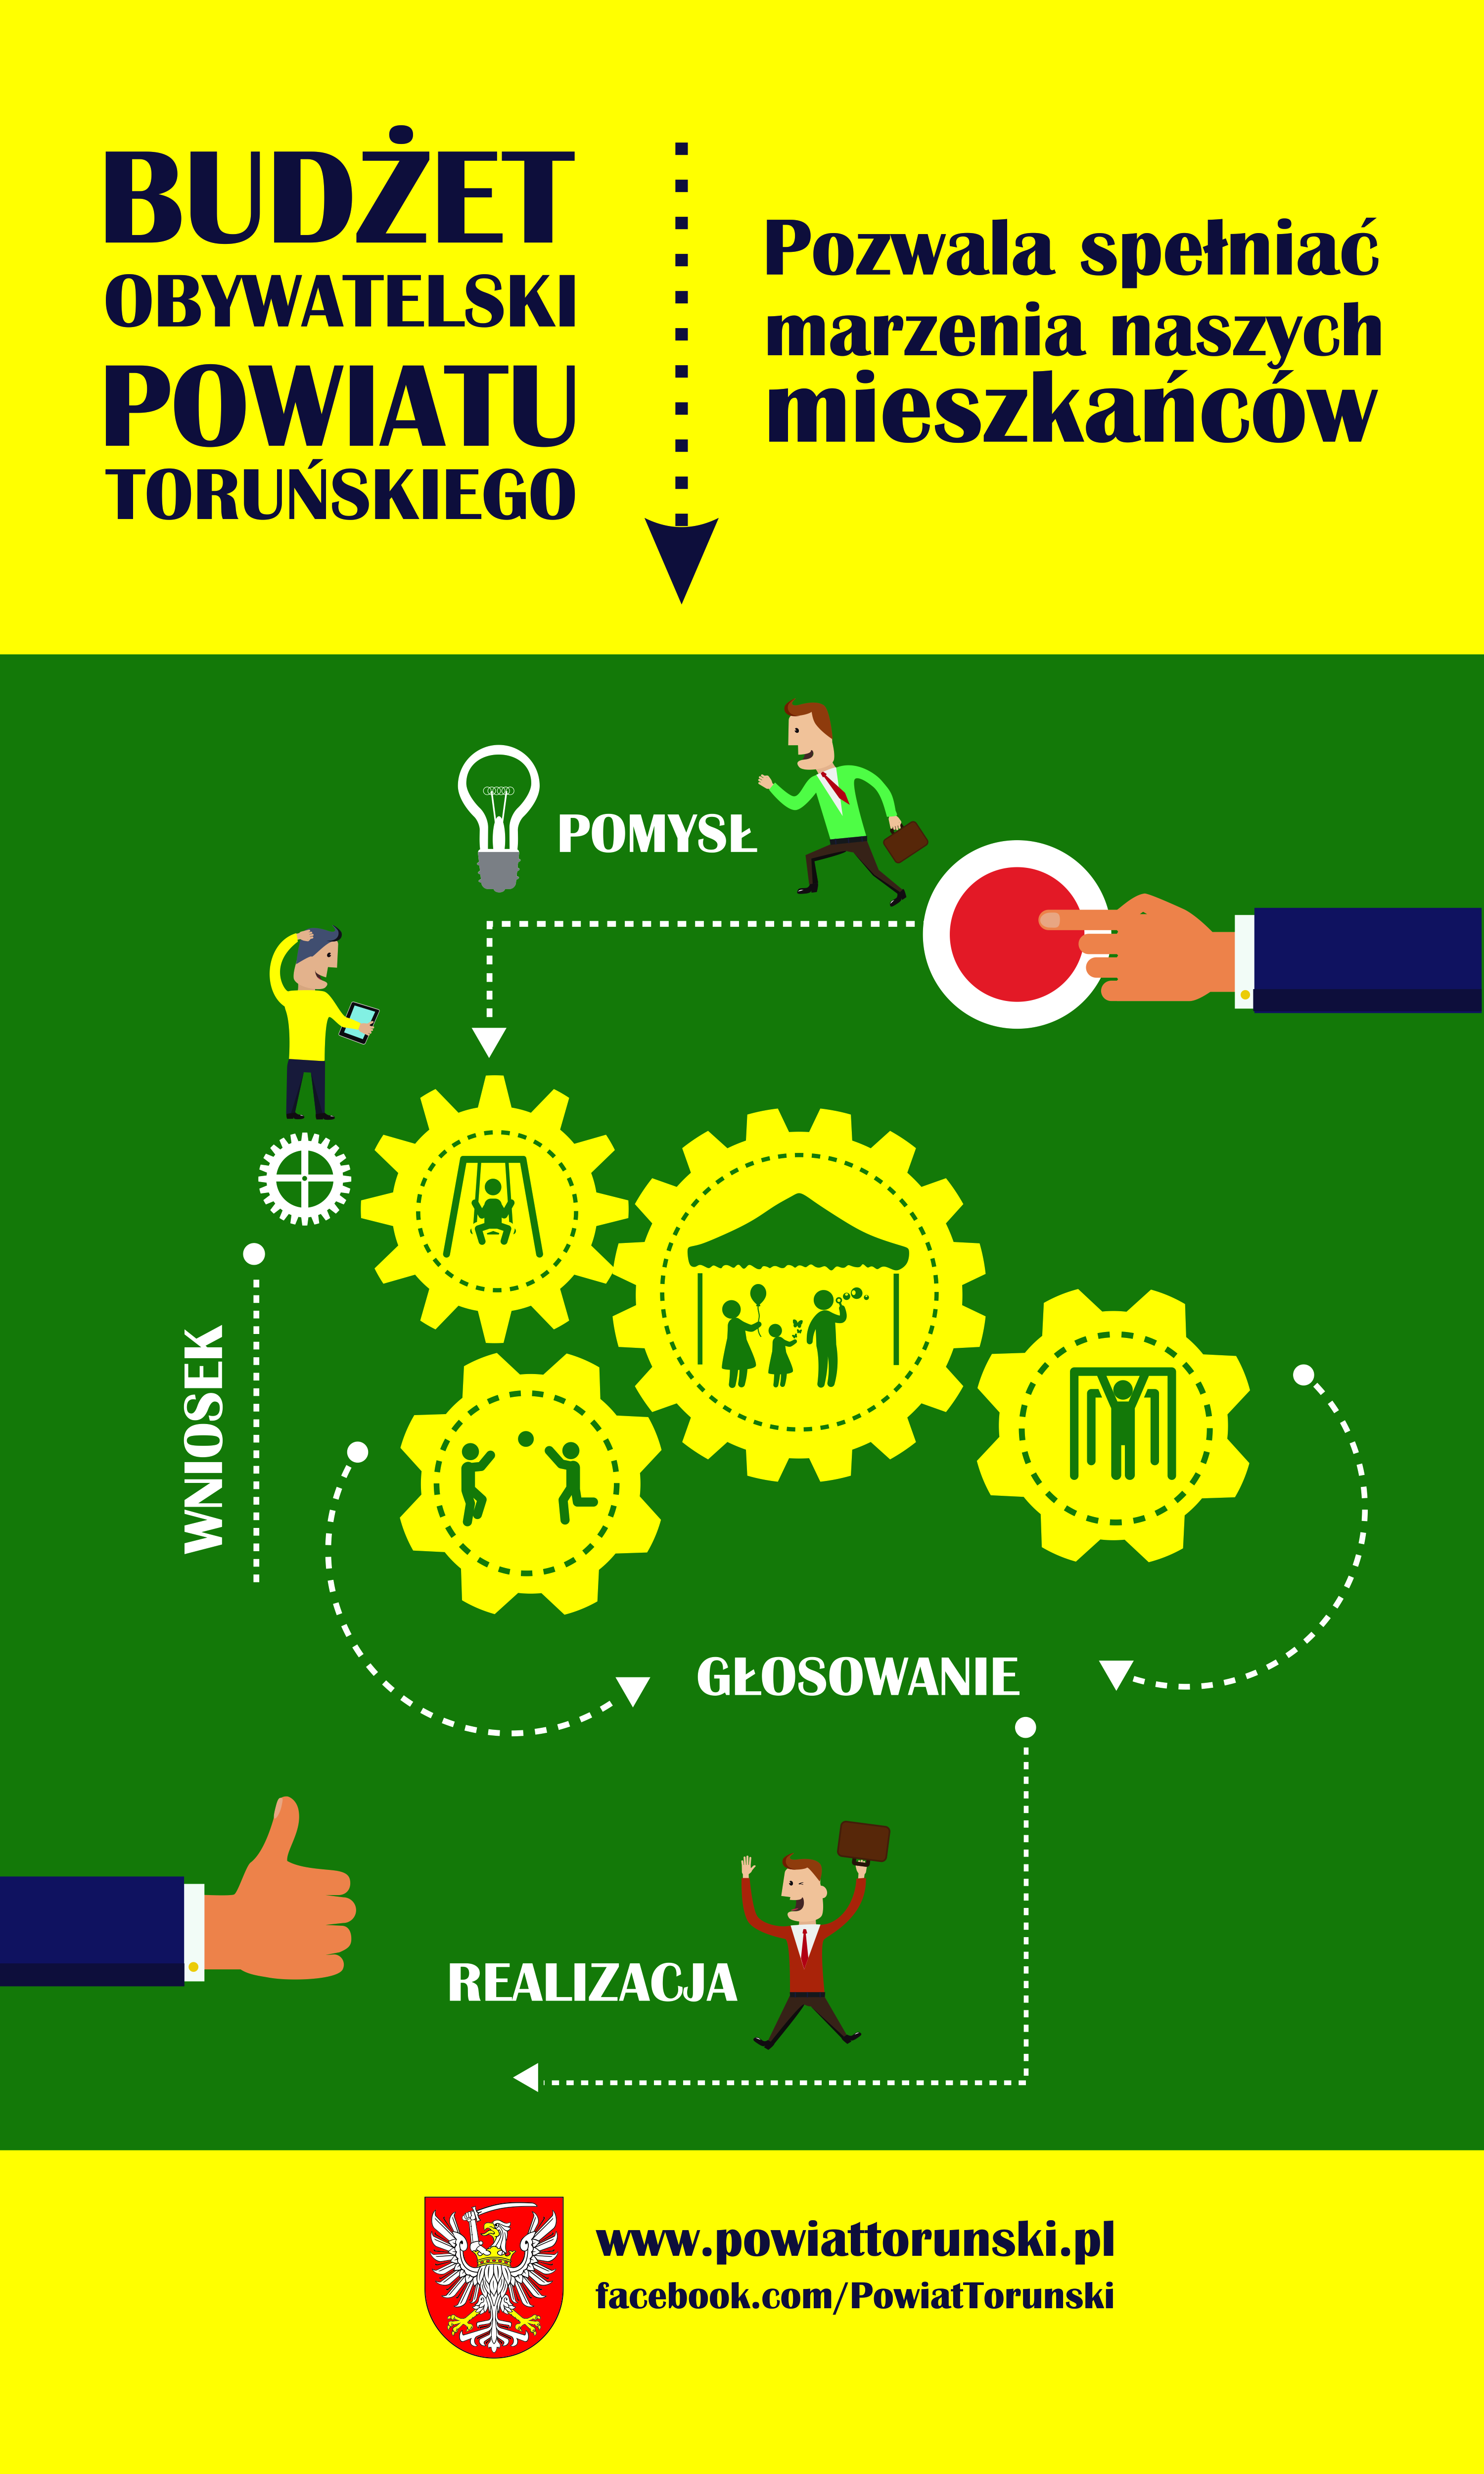 BUDŻET
OBYWATELSKI
POWIATU
TORUŃSKIEGO
Pozwala spełniać
marzenia naszych
mieszkańców
POMYSŁ
WNIOSEK
GŁOSOWANIE
REALIZACJA
www.powiattorunski.pl
facebook.com/PowiatTorunski